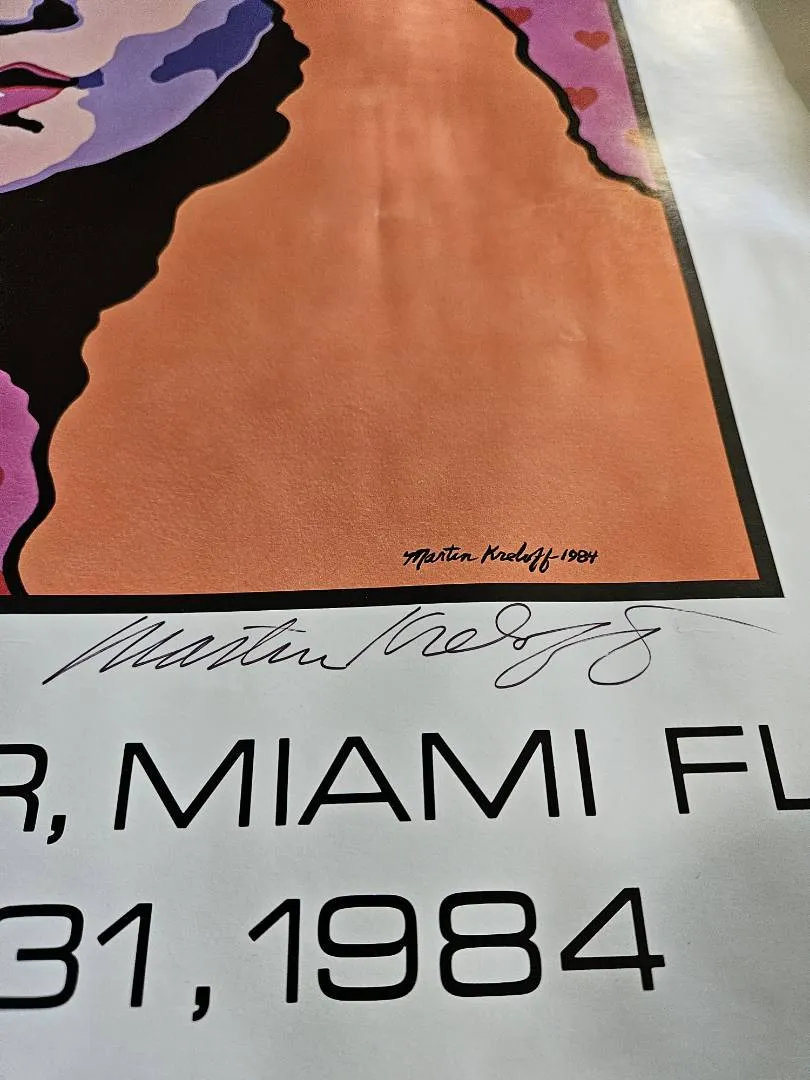 Martin Kreloff-1984
Martin Kreloff
R, MIAMI FL
31, 1984